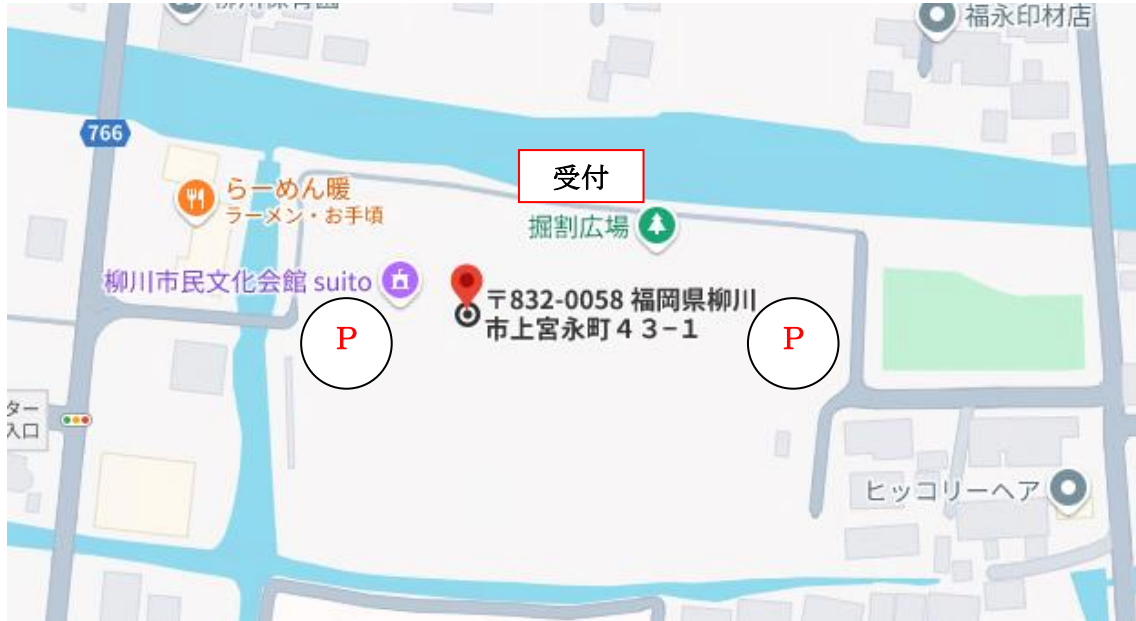 福永印材店
766
受付
らーめん暖
ラーメン・お手頃
掘割広場
柳川市民文化会館 suito
〒832-0058 福岡県柳川
市上宮永町４３−１
P
P
ター
入口
ヒッコリーヘア